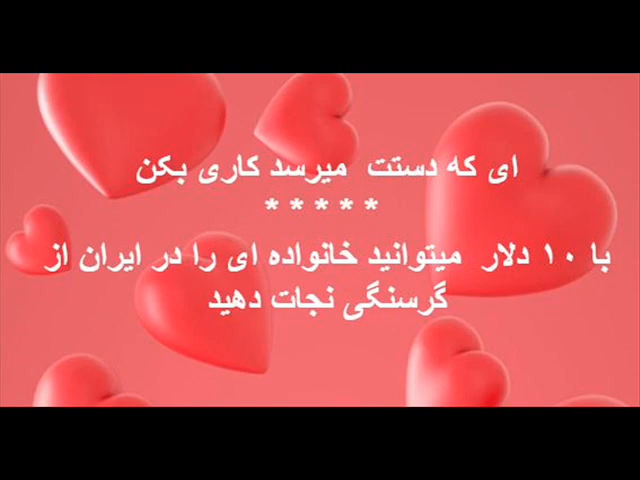 ای که دستت میرسد کاری بکن
* * * * *
با ۱۰ دلار میتوانید خانواده ای را در ایران از
گرسنگی نجات دهید